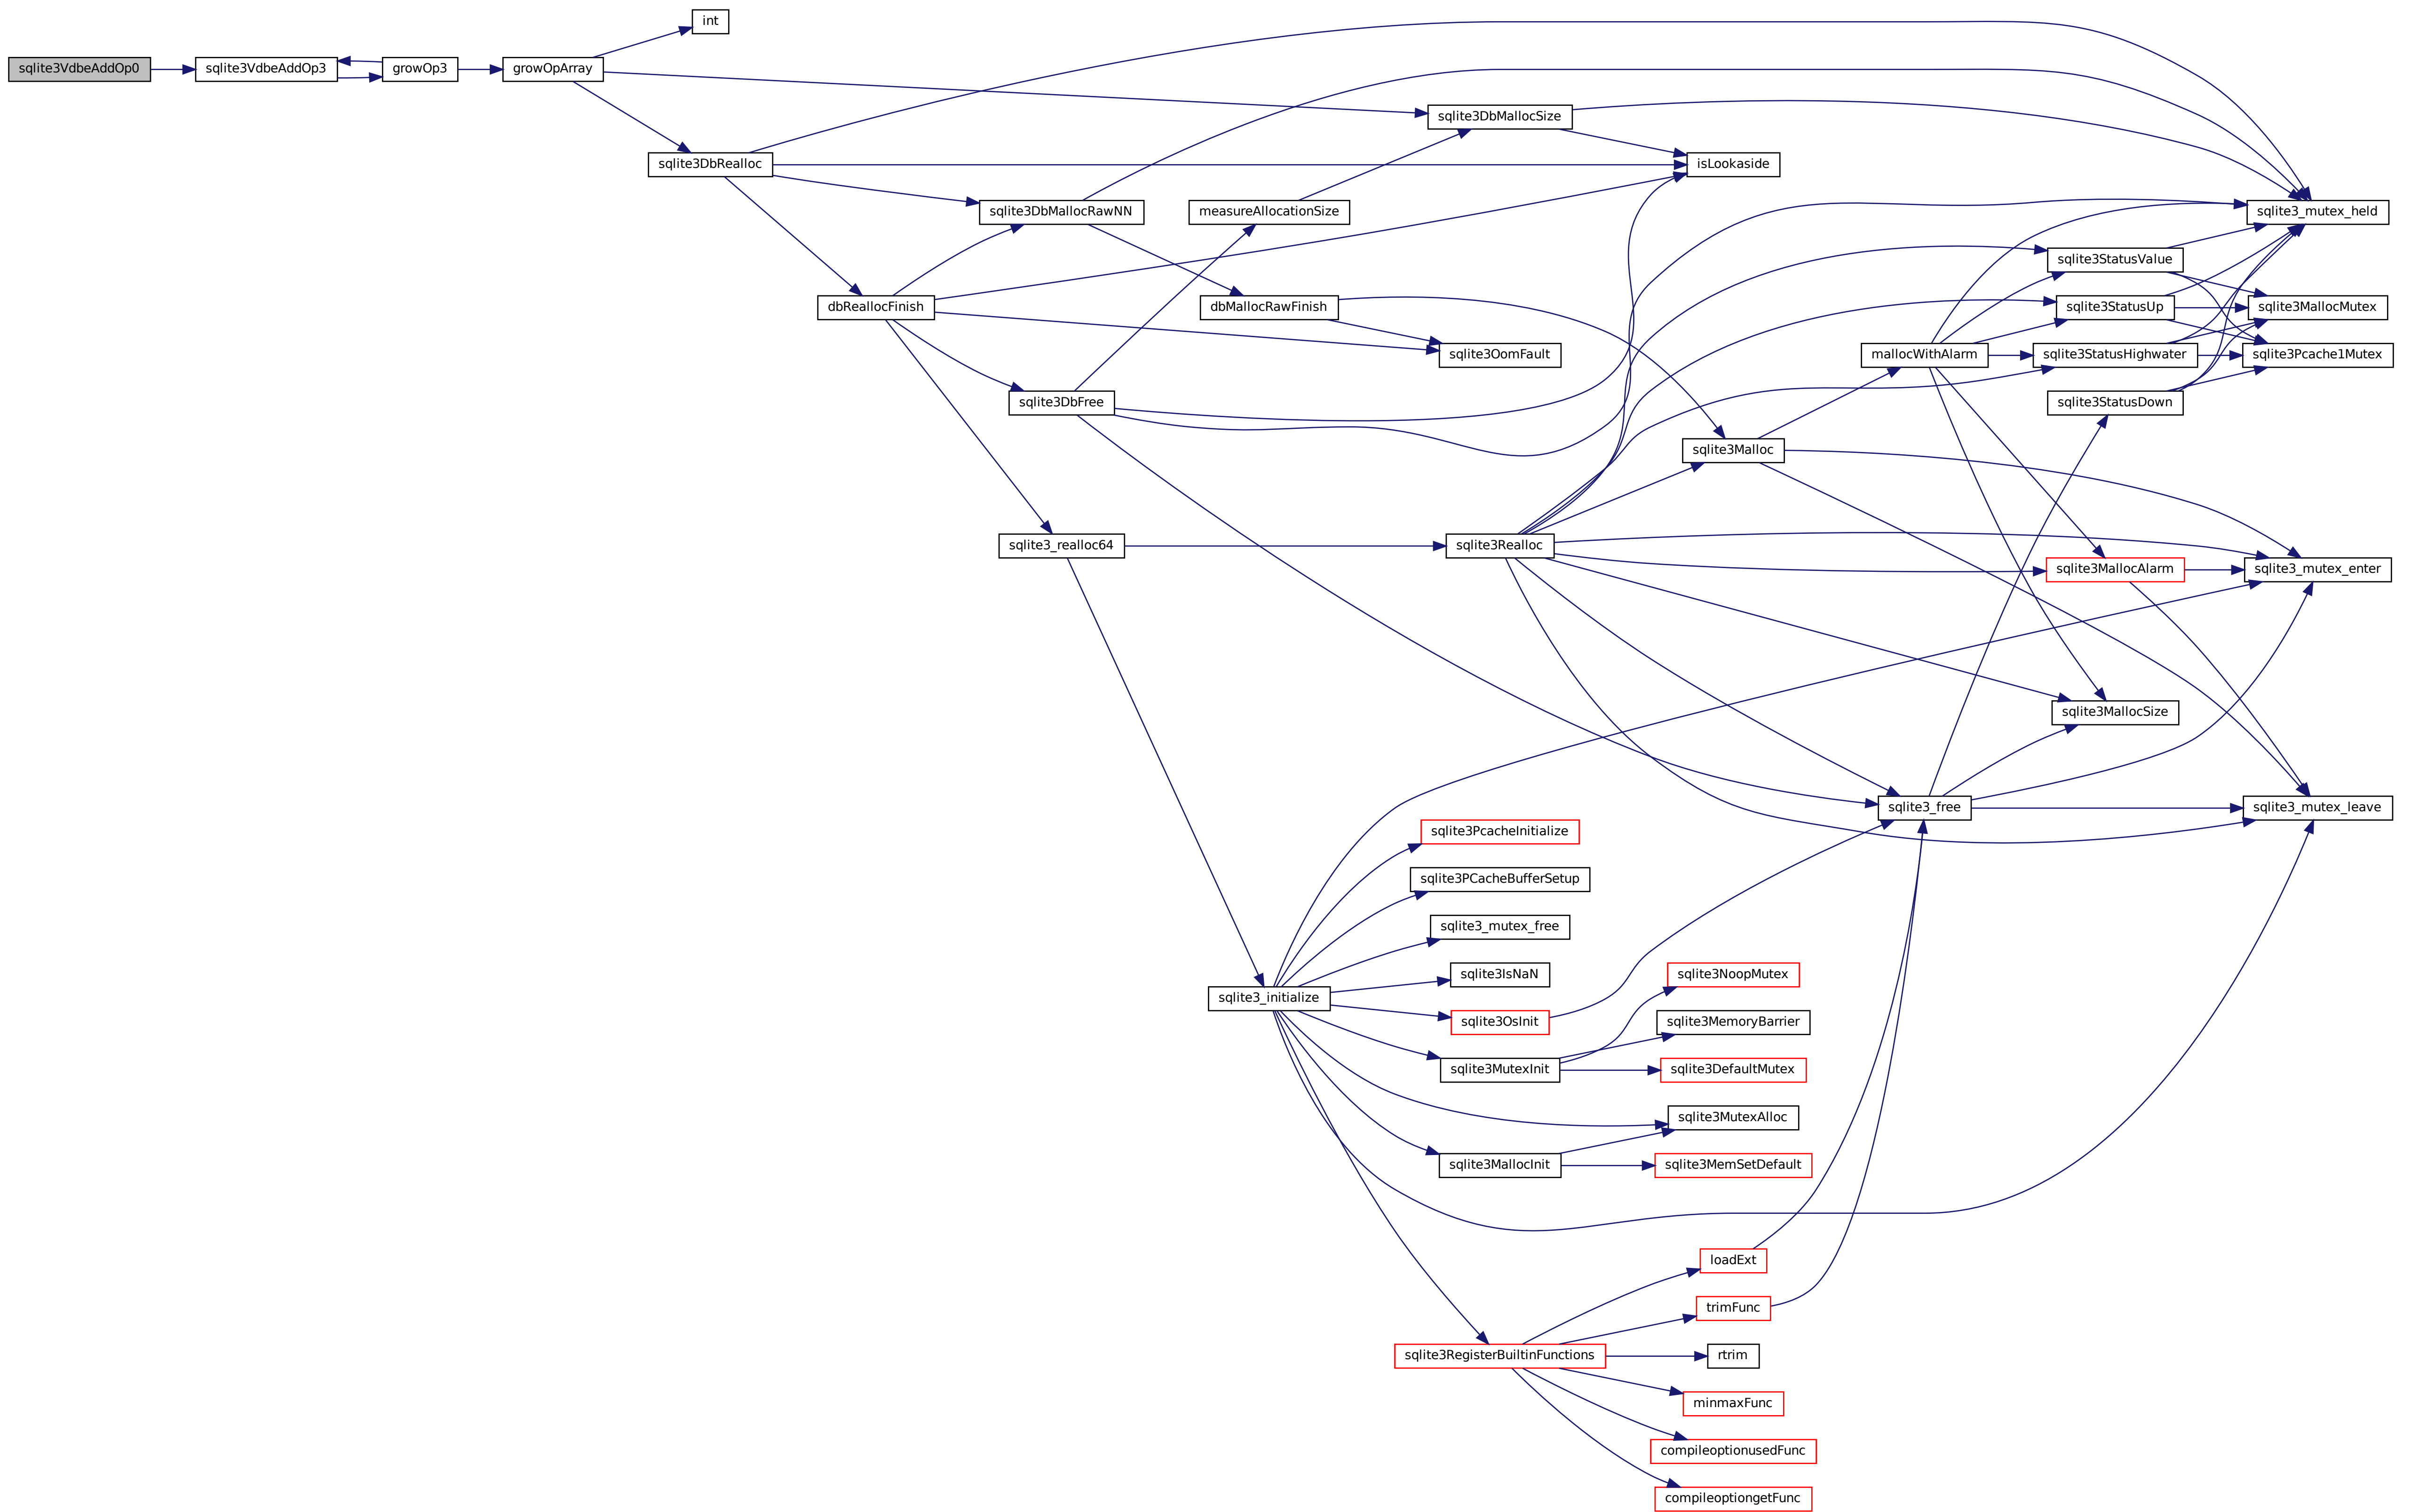 int
sqlite3VdbeAddOp0
sqlite3VdbeAddOp3
growOp3
growOpArray
sqlite3DbMallocSize
sqlite3DbRealloc
isLookaside
sqlite3DbMallocRawNN
measureAllocationSize
sqlite3_mutex_held
sqlite3StatusValue
dbReallocFinish
dbMallocRawFinish
sqlite3StatusUp
sqlite3MallocMutex
sqlite3OomFault
mallocWithAlarm
sqlite3StatusHighwater
sqlite3Pcache1Mutex
sqlite3DbFree
sqlite3StatusDown
sqlite3Malloc
sqlite3_realloc64
sqlite3Realloc
sqlite3MallocAlarm
sqlite3_mutex_enter
sqlite3MallocSize
sqlite3_free
sqlite3_mutex_leave
sqlite3PcacheInitialize
sqlite3PCacheBufferSetup
sqlite3_mutex_free
sqlite3IsNaN
sqlite3NoopMutex
sqlite3_initialize
sqlite3OsInit
sqlite3MemoryBarrier
sqlite3MutexInit
sqlite3DefaultMutex
sqlite3MutexAlloc
sqlite3MallocInit
sqlite3MemSetDefault
loadExt
trimFunc
sqlite3RegisterBuiltinFunctions
rtrim
minmaxFunc
compileoptionusedFunc
compileoptiongetFunc